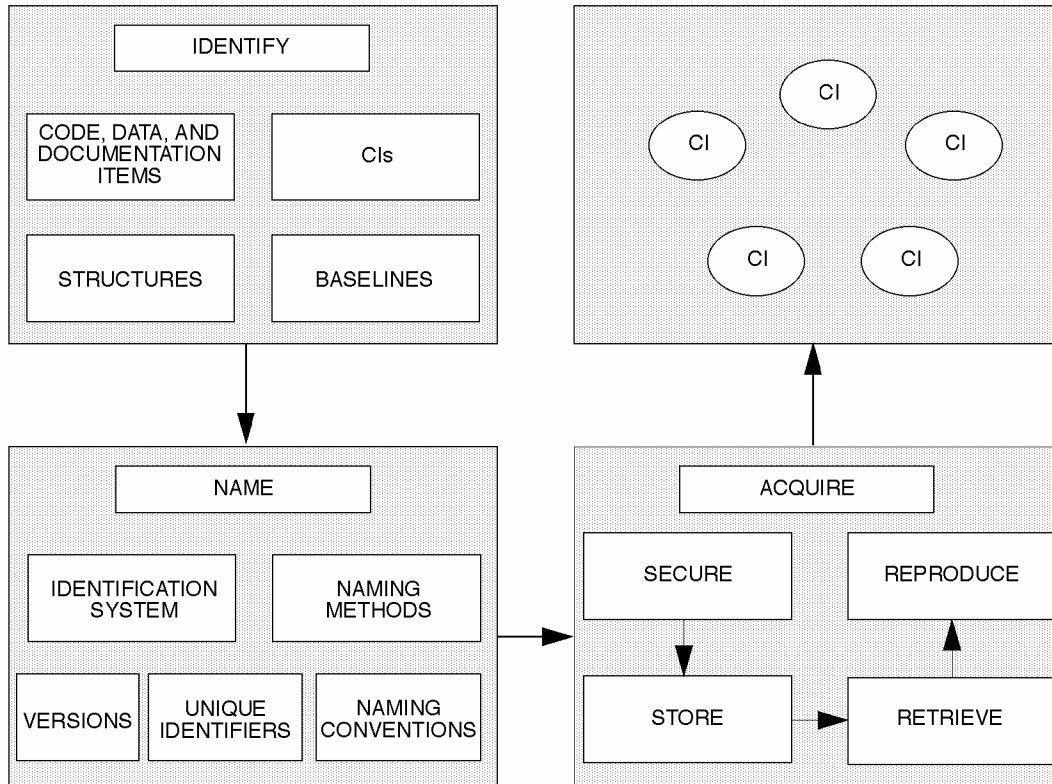 IDENTIFY
CODE, DATA, AND
DOCUMENTATION
ITEMS
CIs
STRUCTURES
BASELINES
CI
CI
CI
CI
CI
NAME
IDENTIFICATION
SYSTEM
NAMING
METHODS
VERSIONS
UNIQUE
IDENTIFIERS
NAMING
CONVENTIONS
ACQUIRE
SECURE
REPRODUCE
STORE
RETRIEVE